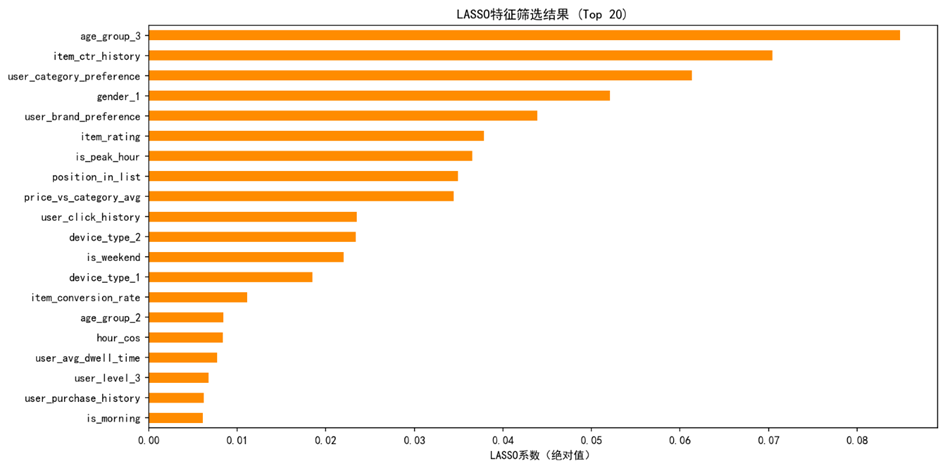 LASSO特征筛选结果 (Top 20)
age_group_3
item_ctr_history
user_category_preference
gender_1
user_brand_preference
item_rating
is_peak_hour
position_in_list
price_vs_category_avg
user_click_history
device_type_2
is_weekend
device_type_1
item_conversion_rate
age_group_2
hour_cos
user_avg_dwell_time
user_level_3
user_purchase_history
is_morning
0.00 0.01 0.02 0.03 0.04 0.05 0.06 0.07 0.08
LASSO系数（绝对值）